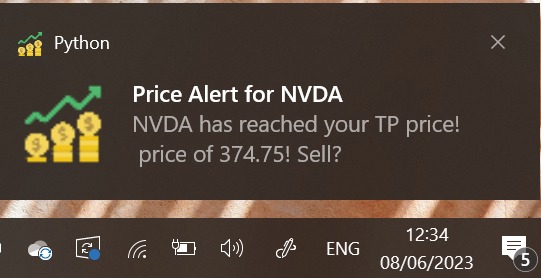 Python
Price Alert for NVDA
NVDA has reached your TP price!
price of 374.75! Sell?
ENG
12:34
08/06/2023
5